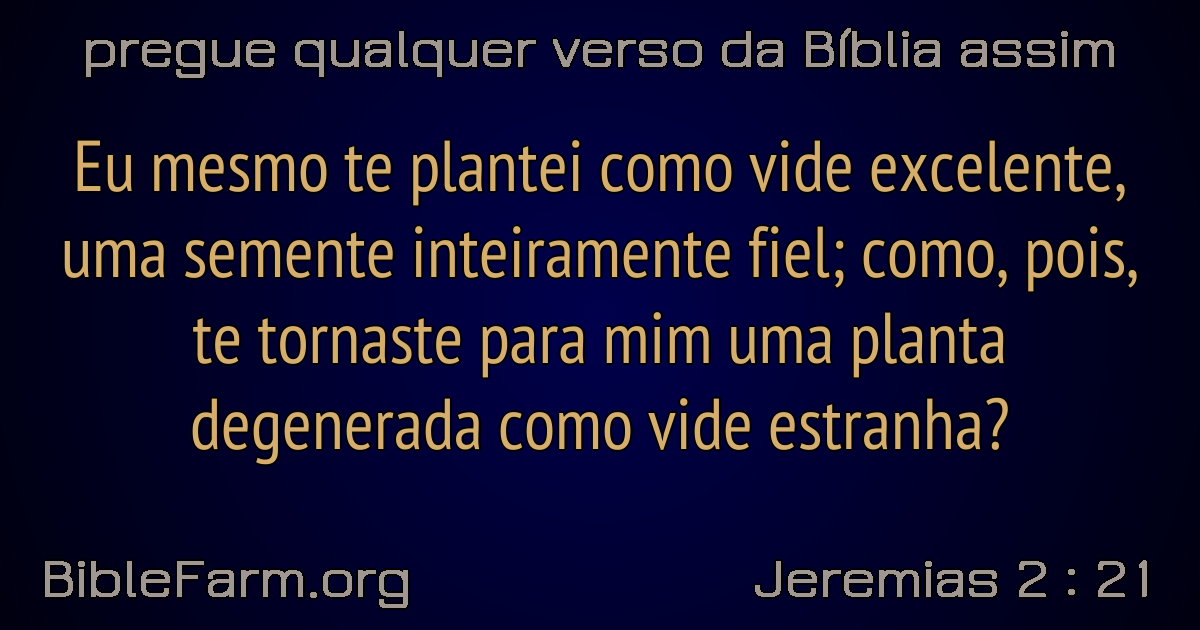 pregue qualquer verso da Bíblia assim
Eu mesmo te plantei como vide excelente,
uma semente inteiramente fiel; como, pois,
te tornaste para mim uma planta
degenerada como vide estranha?
BibleFarm.org
Jeremias 2 : 21